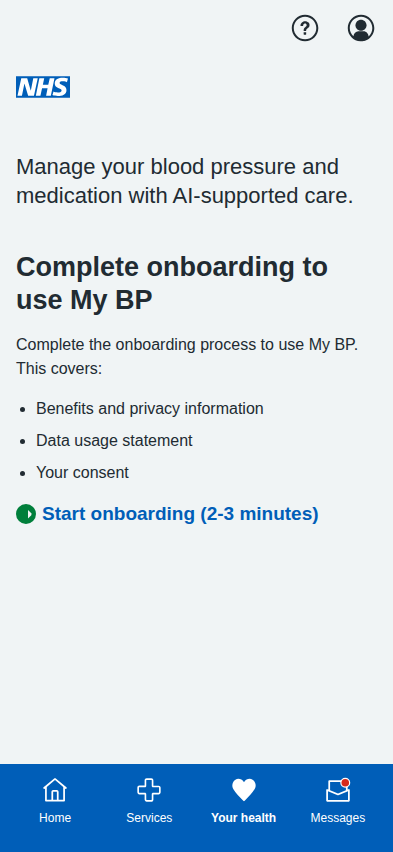 NHS
Manage your blood pressure and
medication with AI-supported care.
Complete onboarding to
use My BP
Complete the onboarding process to use My BP.
This covers:
• Benefits and privacy information
• Data usage statement
• Your consent
Start onboarding (2-3 minutes)
Home Services Your health Messages